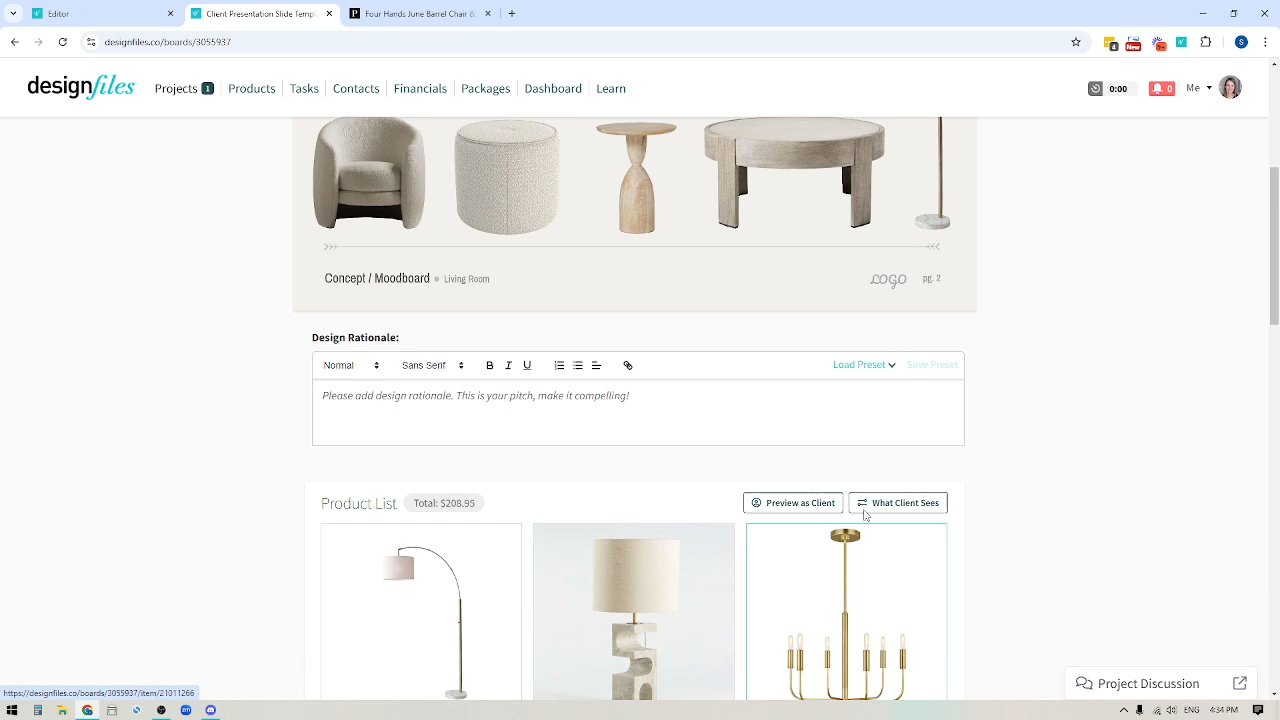 Editor
Client Presentation Slide Templ
Four Hands June Barrel Chair &
designfiles.co/boards/3055937
4
New
9+
S
designfiles
Projects 1
Products
Tasks
Contacts
Financials
Packages
Dashboard
Learn
0:00
0
Me
Concept / Moodboard
Living Room
LOGO
pg. 2
Design Rationale:
Normal
Sans Serif
B I U
Load Preset
Save Preset
Please add design rationale. This is your pitch, make it compelling!
Product List
Total: $208.95
Preview as Client
What Client Sees
https://designfiles.co/boards/3055937/item/21011266
Project Discussion
4:34 PM